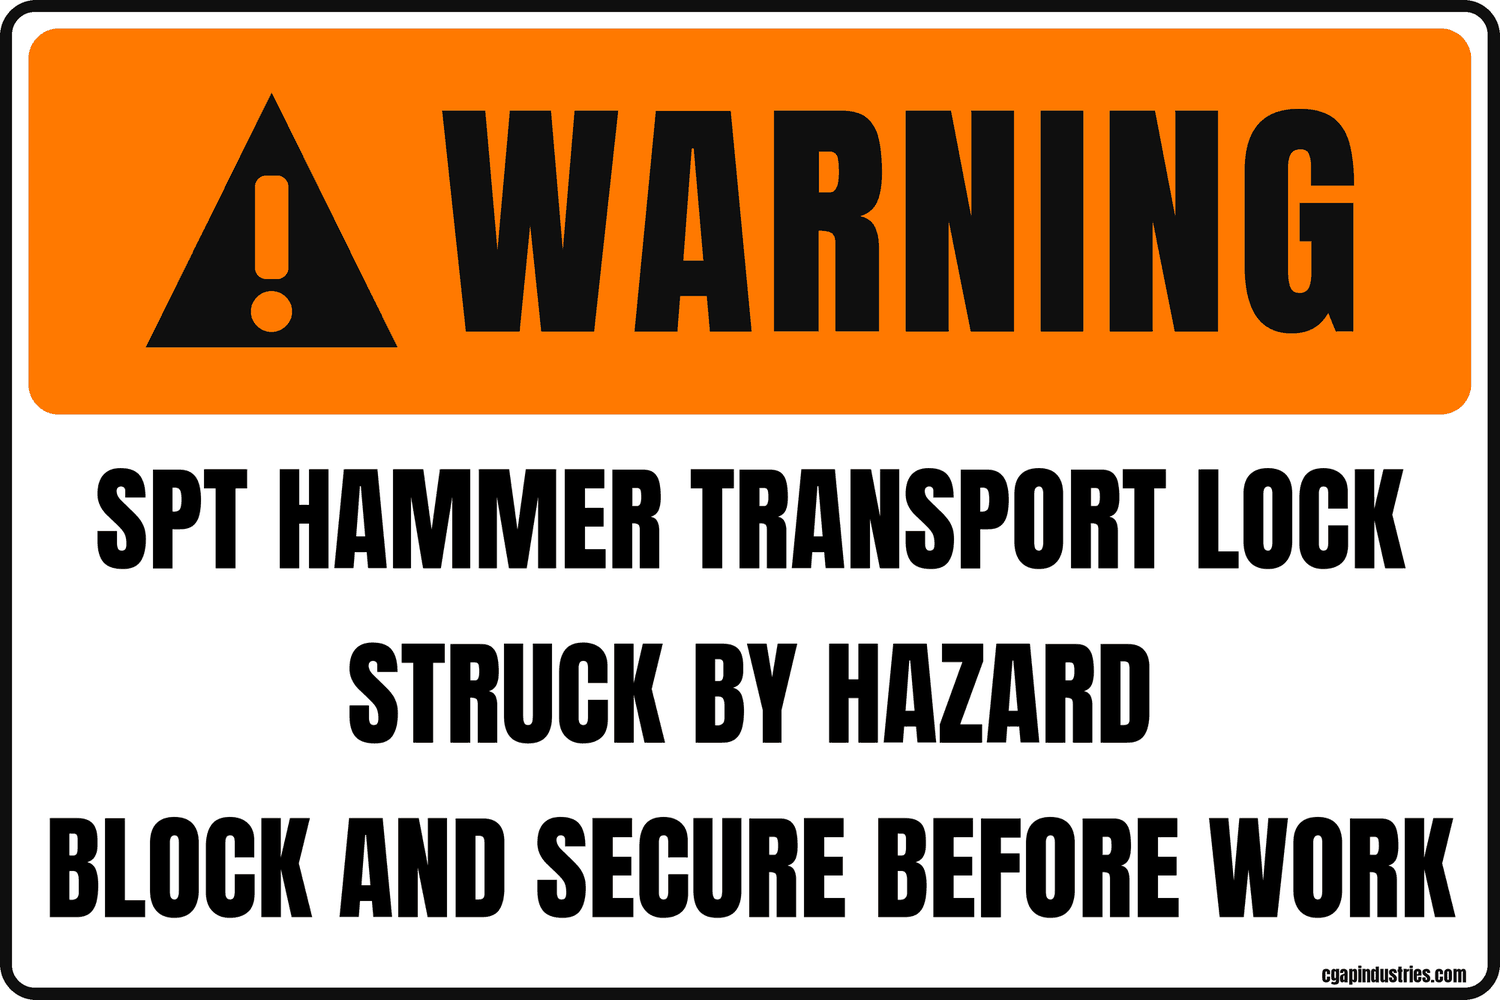 WARNING
SPT HAMMER TRANSPORT LOCK
STRUCK BY HAZARD
BLOCK AND SECURE BEFORE WORK
cgapindustries.com